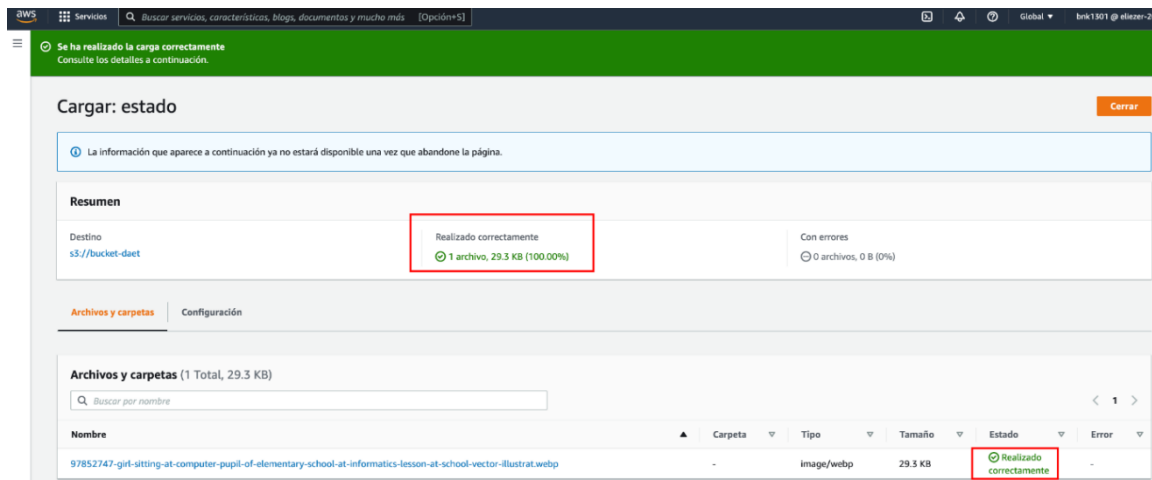 aws
Servicios
Buscar servicios, características, blogs, documentos y mucho más
[Opción+S]
Global
bnk1301 @ eliezer-2
Se ha realizado la carga correctamente
Consulte los detalles a continuación.
Cargar: estado
Cerrar
La información que aparece a continuación ya no estará disponible una vez que abandone la página.
Resumen
Destino
s3://bucket-daet
Realizado correctamente
1 archivo, 29.3 KB (100.00%)
Con errores
0 archivos, 0 B (0%)
Archivos y carpetas
Configuración
Archivos y carpetas (1 Total, 29.3 KB)
Buscar por nombre
1
Nombre
Carpeta
Tipo
Tamaño
Estado
Error
97852747-girl-sitting-at-computer-pupil-of-elementary-school-at-informatics-lesson-at-school-vector-illustrat.webp
-
image/webp
29.3 KB
Realizado
correctamente
-